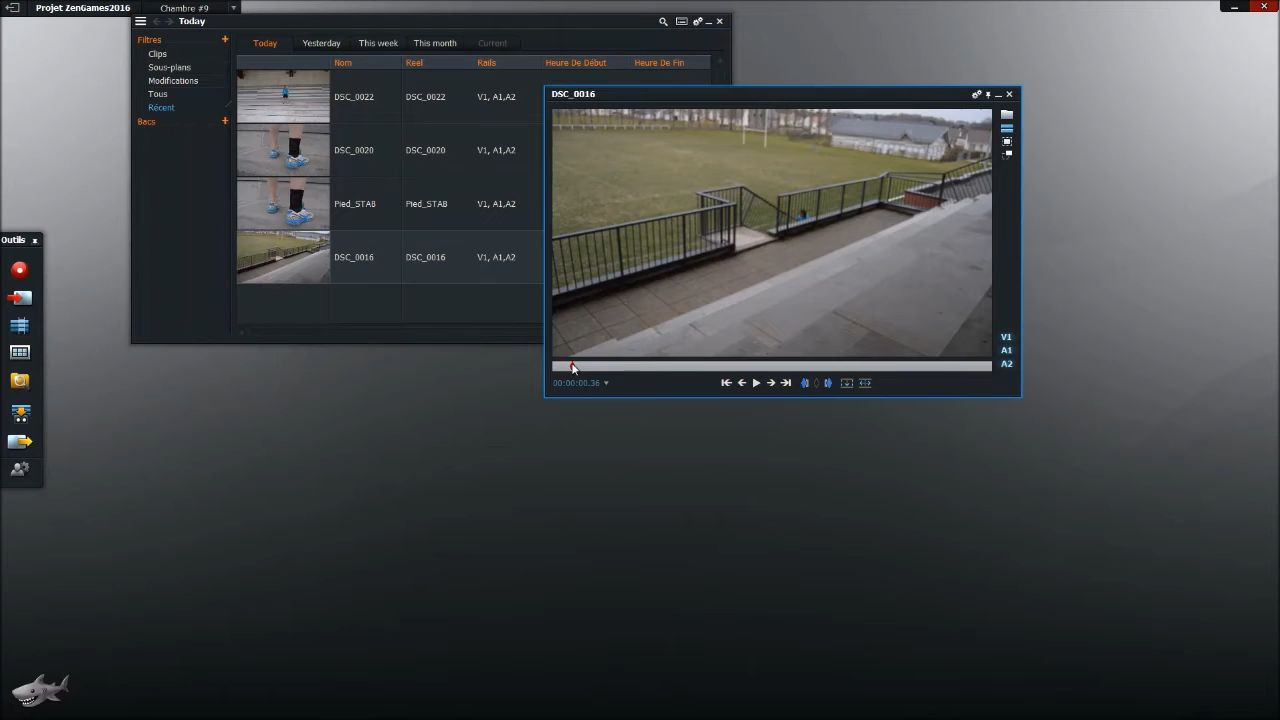 Projet ZenGames2016
Chambre #9
Today
Filtres
Clips
Sous-plans
Modifications
Tous
Récent
Bacs
Today Yesterday This week This month Current
Nom Reel Rails Heure De Début Heure De Fin
DSC_0022 DSC_0022 V1, A1,A2
DSC_0020 DSC_0020 V1, A1,A2
Pied_STAB Pied_STAB V1, A1,A2
DSC_0016 DSC_0016 V1, A1,A2
DSC_0016
V1
A1
A2
00:00:00.36
Outils